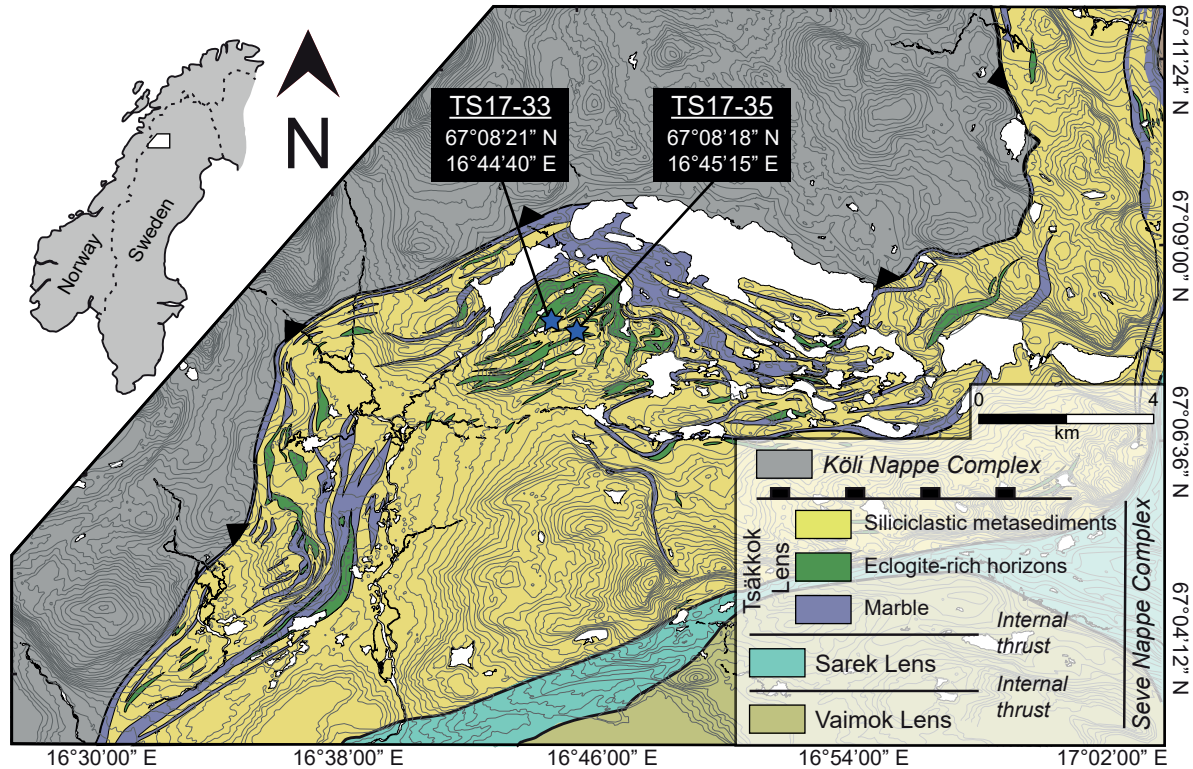 TS17-33
67°08'21" N
16°44'40" E
TS17-35
67°08'18" N
16°45'15" E
N
Norway
Sweden
67°11'24" N
67°09'00" N
67°06'36" N
67°04'12" N
0
4
km
Köli Nappe Complex
Tsäkkok
Lens
Siliciclastic metasediments
Eclogite-rich horizons
Marble
Internal
thrust
Sarek Lens
Internal
thrust
Vaimok Lens
Seve Nappe Complex
16°30'00" E
16°38'00" E
16°46'00" E
16°54'00" E
17°02'00" E